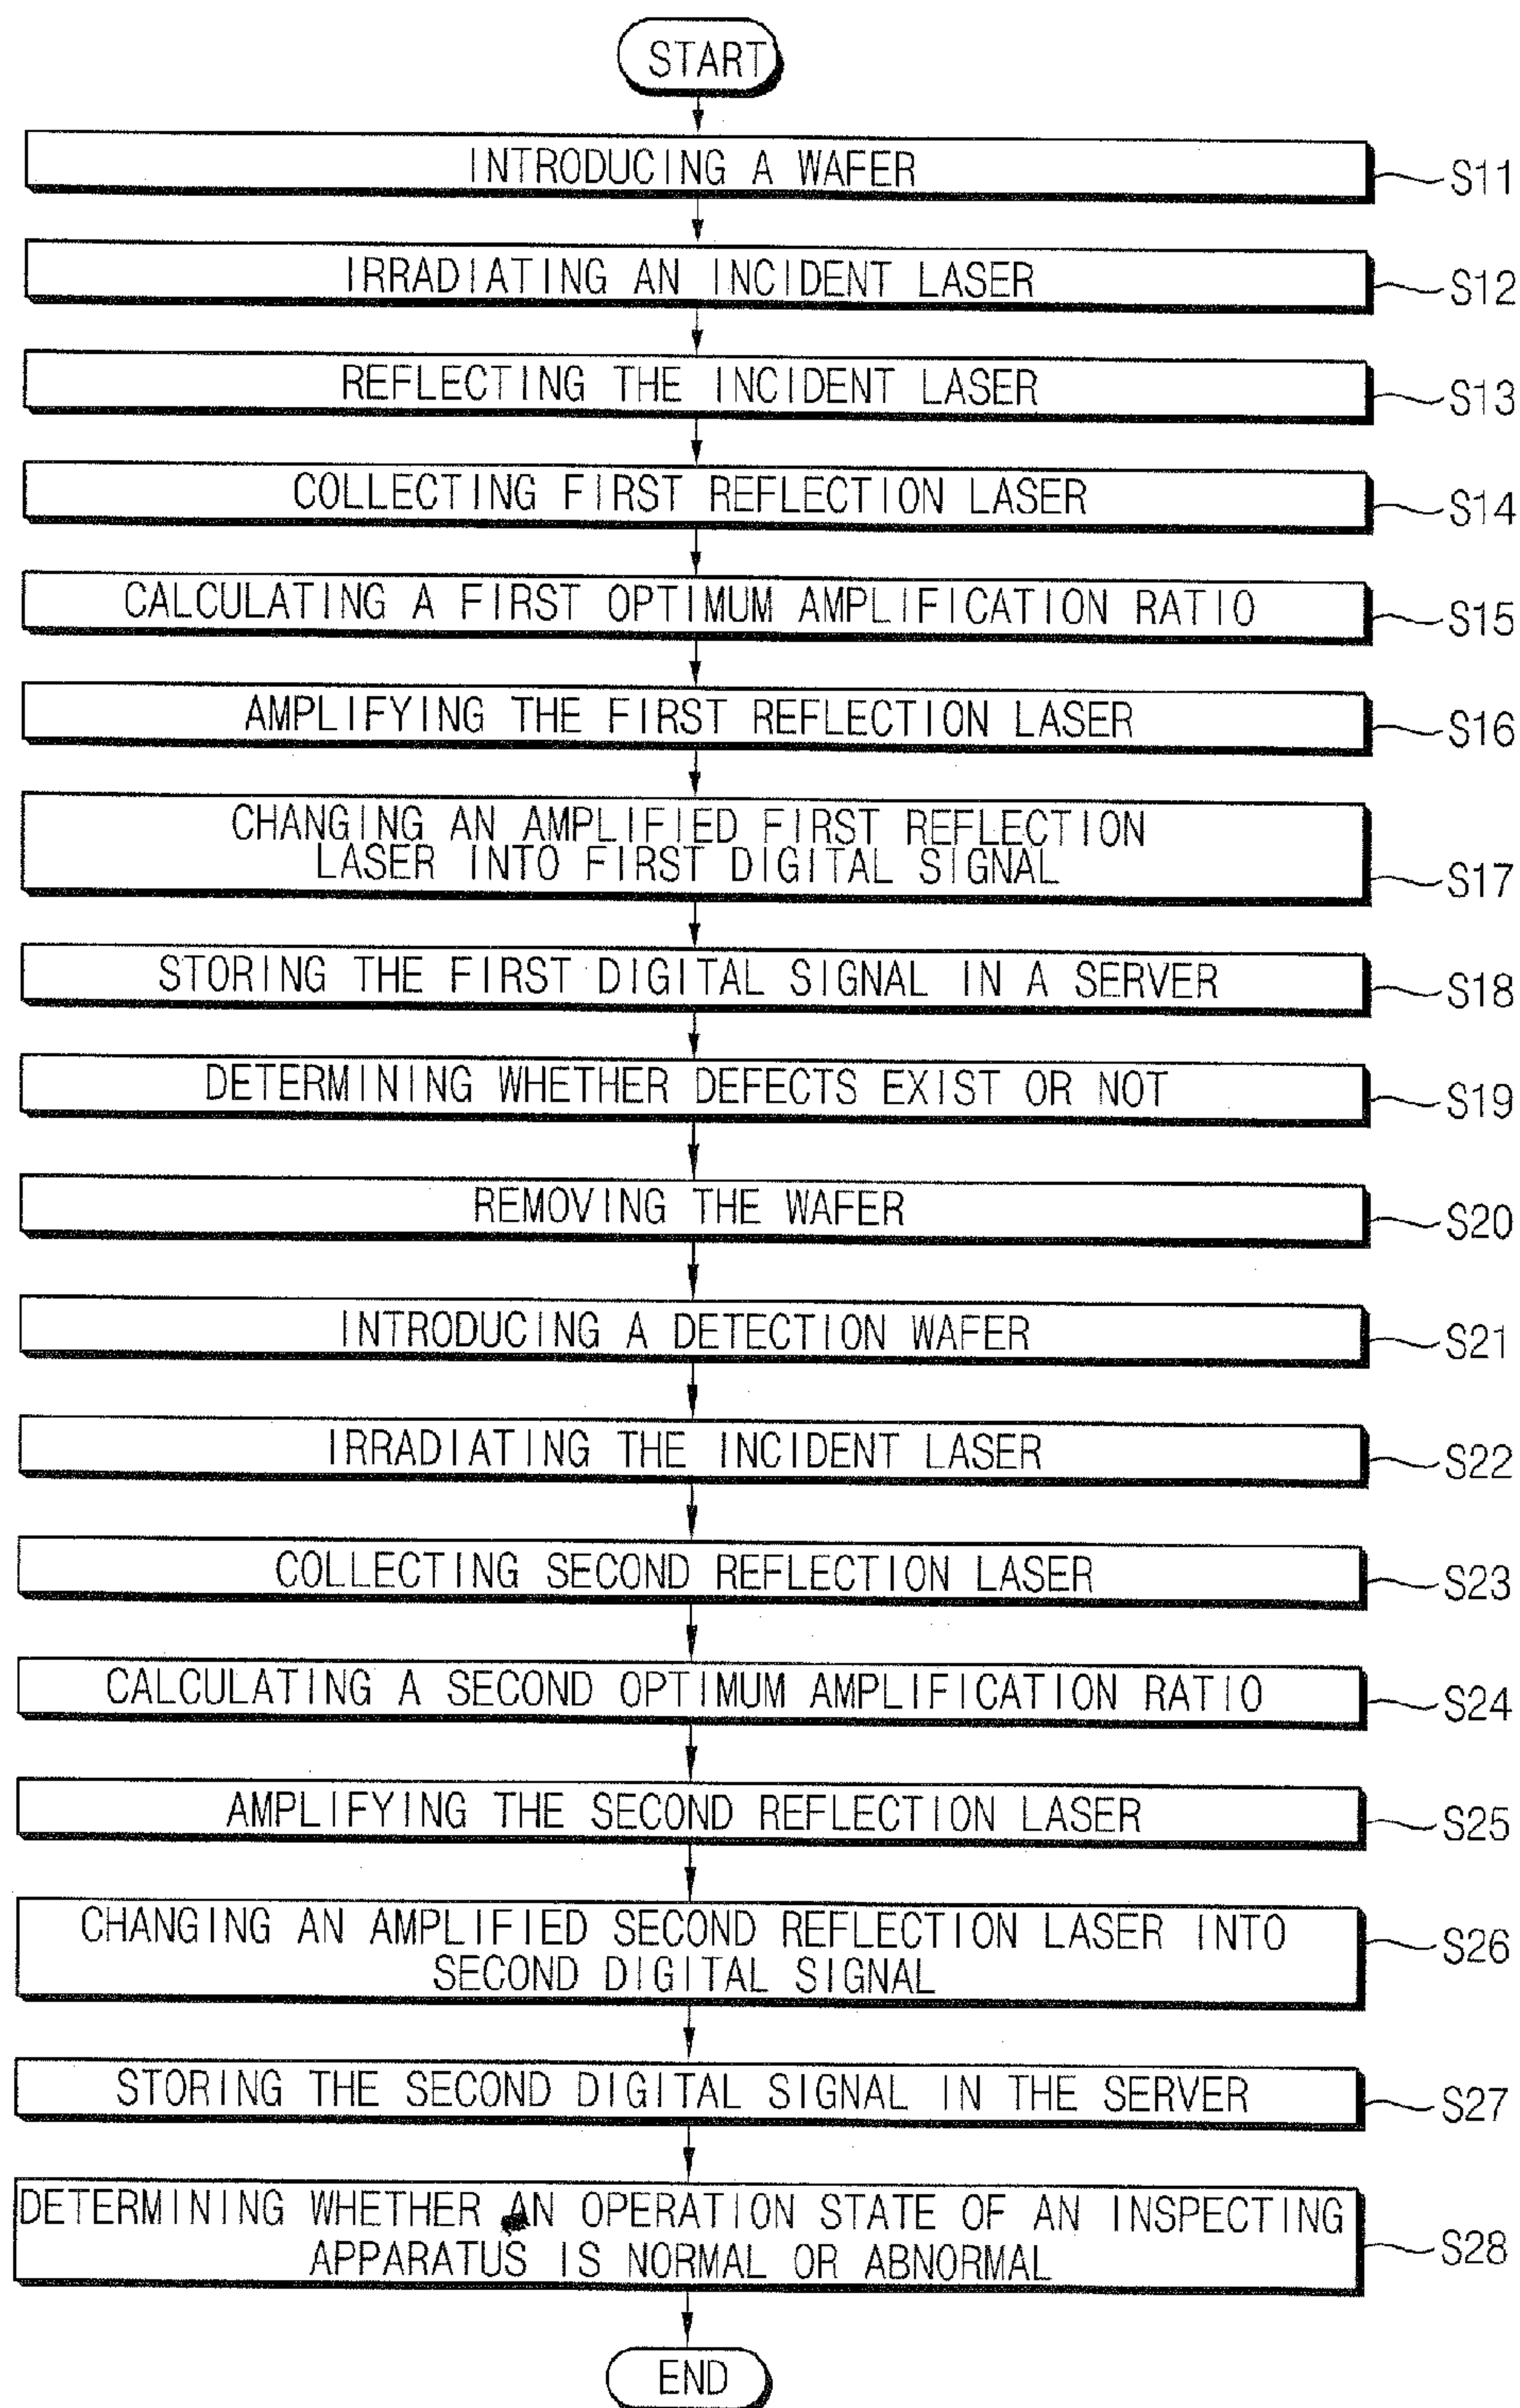 START
INTRODUCING A WAFER
S11
IRRADIATING AN INCIDENT LASER
S12
REFLECTING THE INCIDENT LASER
S13
COLLECTING FIRST REFLECTION LASER
S14
CALCULATING A FIRST OPTIMUM AMPLIFICATION RATIO
S15
AMPLIFYING THE FIRST REFLECTION LASER
S16
CHANGING AN AMPLIFIED FIRST REFLECTION
LASER INTO FIRST DIGITAL SIGNAL
S17
STORING THE FIRST DIGITAL SIGNAL IN A SERVER
S18
DETERMINING WHETHER DEFECTS EXIST OR NOT
S19
REMOVING THE WAFER
S20
INTRODUCING A DETECTION WAFER
S21
IRRADIATING THE INCIDENT LASER
S22
COLLECTING SECOND REFLECTION LASER
S23
CALCULATING A SECOND OPTIMUM AMPLIFICATION RATIO
S24
AMPLIFYING THE SECOND REFLECTION LASER
S25
CHANGING AN AMPLIFIED SECOND REFLECTION LASER INTO
SECOND DIGITAL SIGNAL
S26
STORING THE SECOND DIGITAL SIGNAL IN THE SERVER
S27
DETERMINING WHETHER AN OPERATION STATE OF AN INSPECTING
APPARATUS IS NORMAL OR ABNORMAL
S28
END